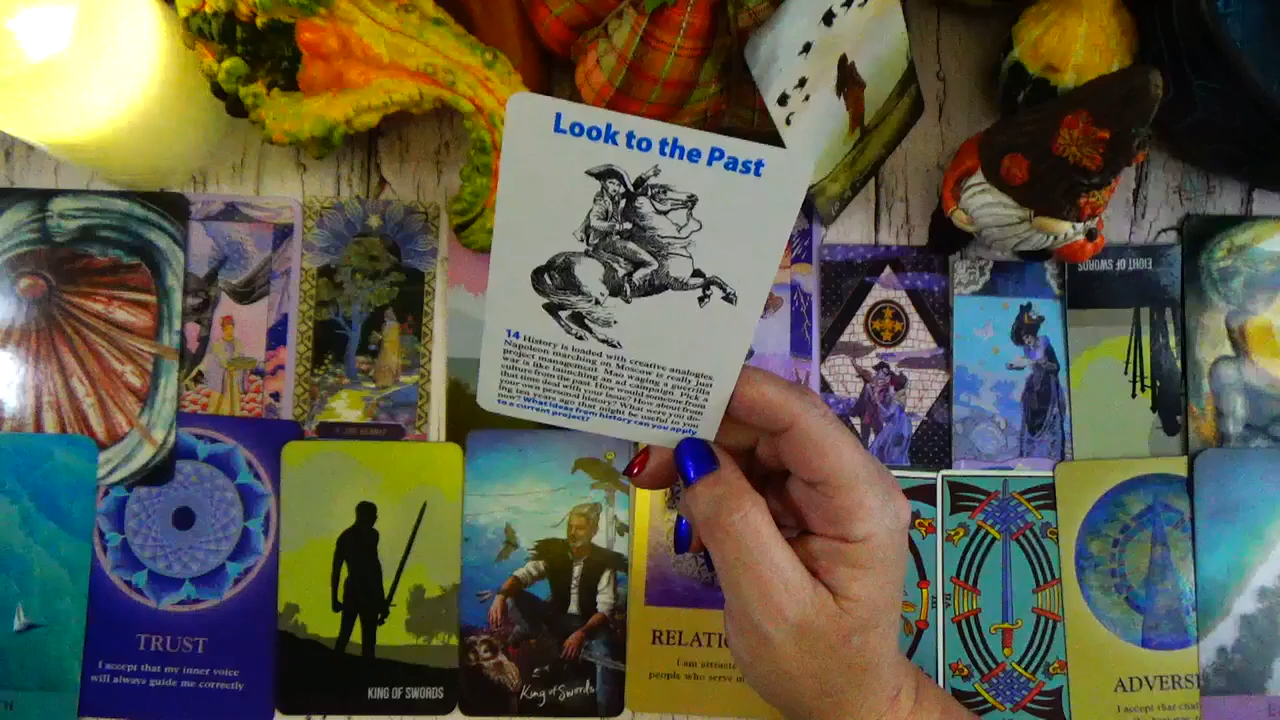 Look to the Past
14 History is loaded with creative analogies.
Napoleon marching on Moscow is really just
project management. And waging a guerrilla
war is like launching an ad campaign. Pick a
culture from the past. How would someone from
that time deal with your issue? How about from
your own personal history? What were you do-
ing ten years ago that might be useful to you
now? What ideas from history can you apply
to a current project?
EIGHT OF SWORDS
TRUST
I accept that my inner voice
will always guide me correctly
KING OF SWORDS
King of Swords
RELATIO
I am
people who serve
VII
ADVERSI
I accept that